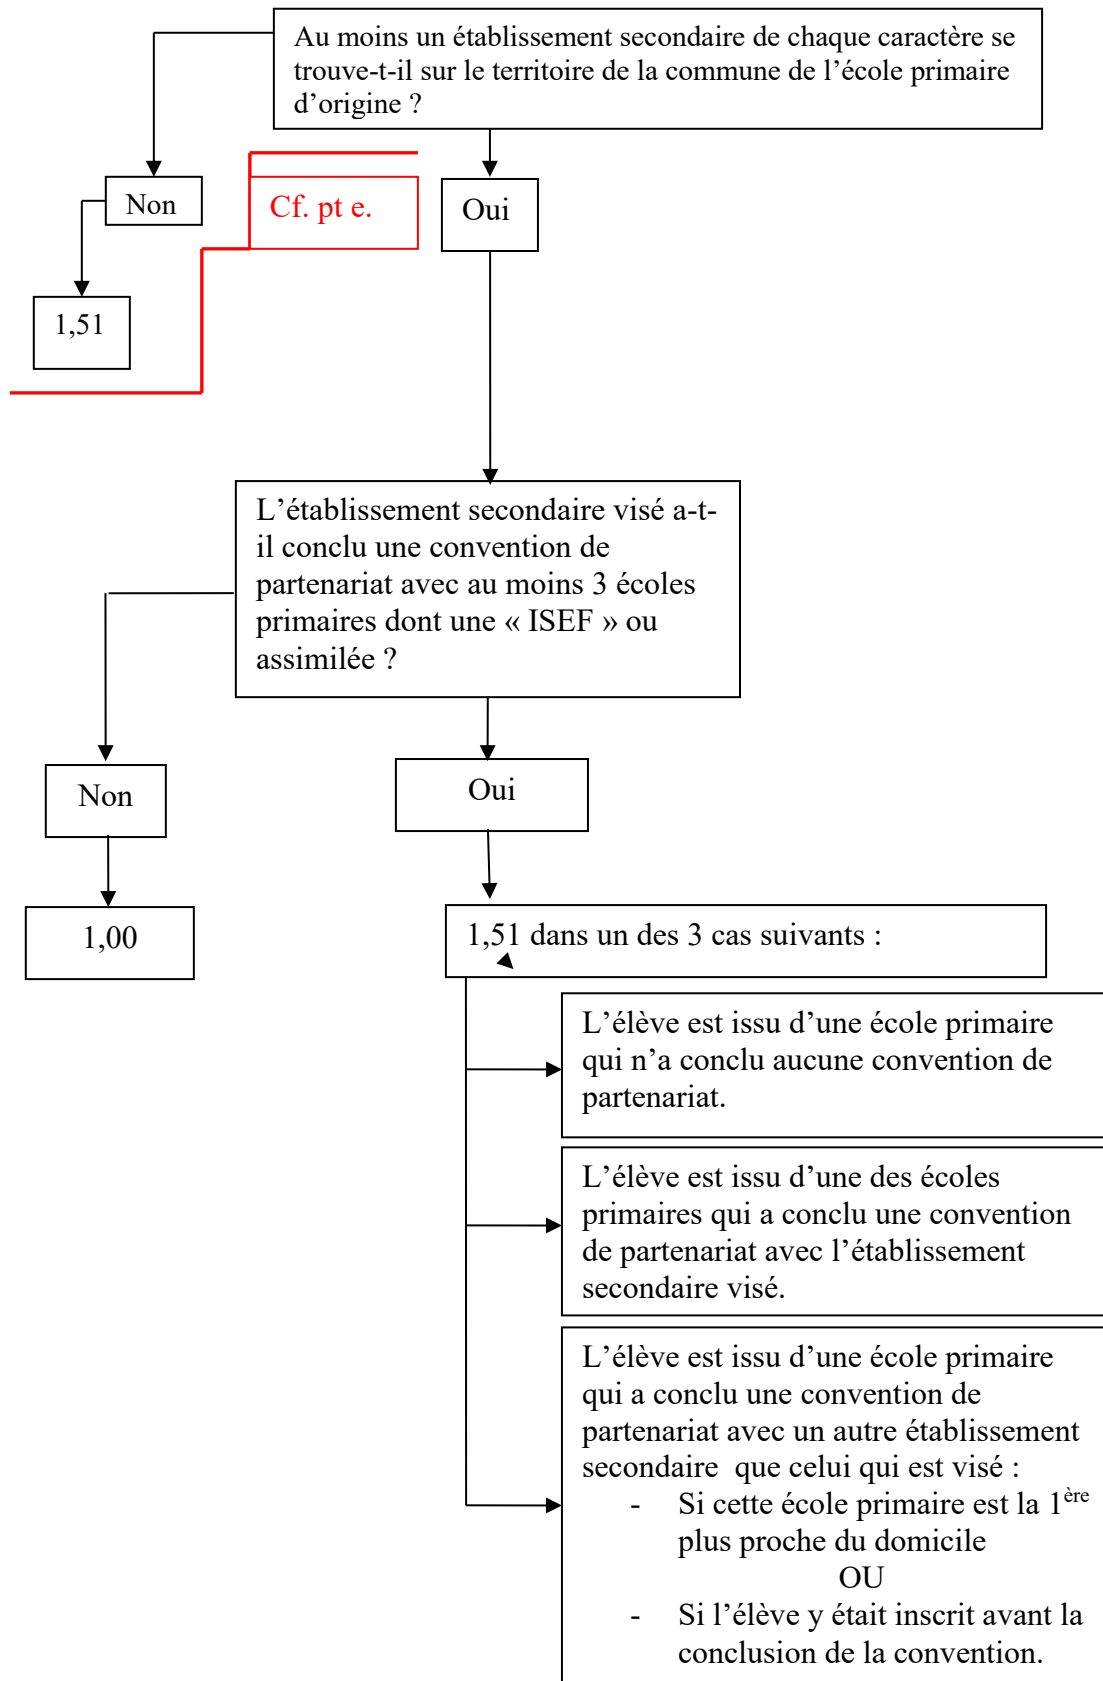 Au moins un établissement secondaire de chaque caractère se
trouve-t-il sur le territoire de la commune de l’école primaire
d’origine ?
Non
Cf. pt e.
Oui
1,51
L’établissement secondaire visé a-t-
il conclu une convention de
partenariat avec au moins 3 écoles
primaires dont une « ISEF » ou
assimilée ?
Non
Oui
1,00
1,51 dans un des 3 cas suivants :
L’élève est issu d’une école primaire
qui n’a conclu aucune convention de
partenariat.
L’élève est issu d’une des écoles
primaires qui a conclu une convention
de partenariat avec l’établissement
secondaire visé.
L’élève est issu d’une école primaire
qui a conclu une convention de
partenariat avec un autre établissement
secondaire que celui qui est visé :
- Si cette école primaire est la 1ère
plus proche du domicile
OU
- Si l’élève y était inscrit avant la
conclusion de la convention.